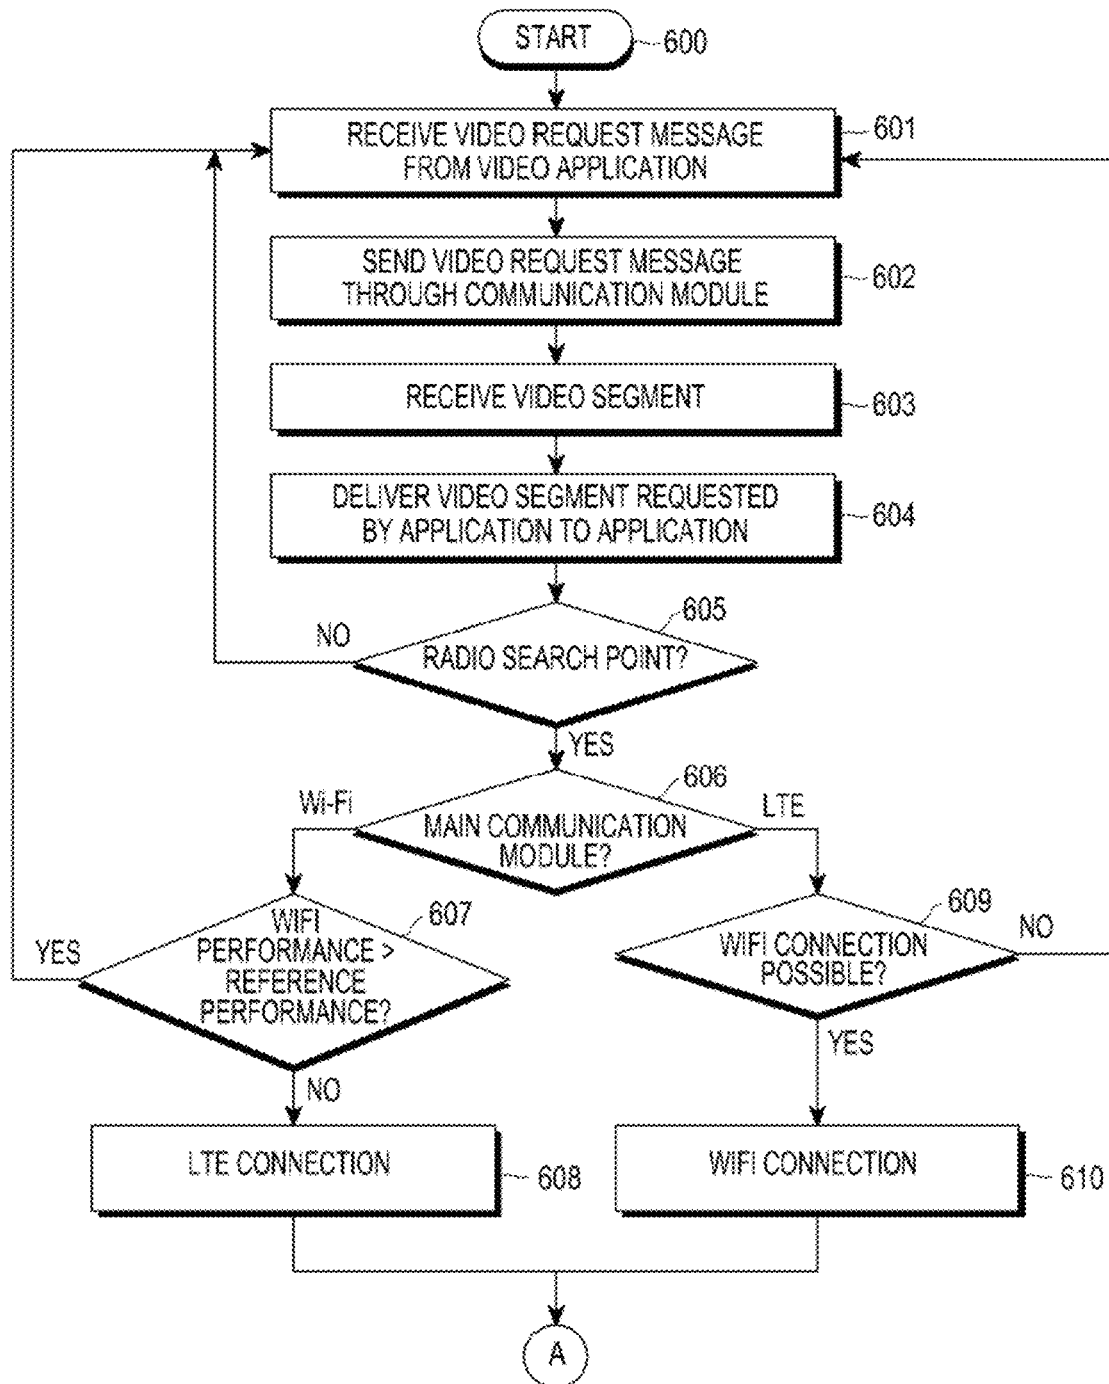 START
600
RECEIVE VIDEO REQUEST MESSAGE
FROM VIDEO APPLICATION
601
SEND VIDEO REQUEST MESSAGE
THROUGH COMMUNICATION MODULE
602
RECEIVE VIDEO SEGMENT
603
DELIVER VIDEO SEGMENT REQUESTED
BY APPLICATION TO APPLICATION
604
605
NO
RADIO SEARCH POINT?
YES
606
Wi-Fi
LTE
MAIN COMMUNICATION
MODULE?
607
YES
WIFI
PERFORMANCE >
REFERENCE
PERFORMANCE?
NO
609
NO
WIFI CONNECTION
POSSIBLE?
YES
LTE CONNECTION
608
WIFI CONNECTION
610
A